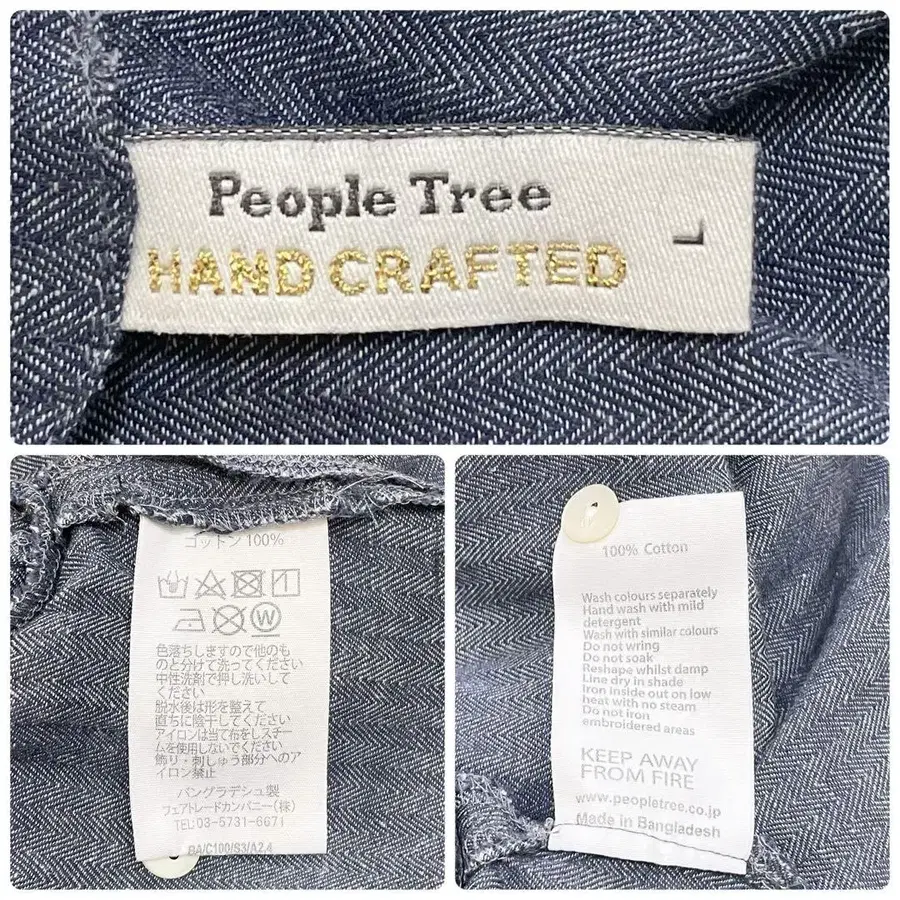 People Tree
HAND CRAFTED
L
コットン 100%
W
色落ちしますので他のも
のと分けて洗ってください
中性洗剤で押し洗いして
ください
脱水後は形を整えて
直ちに陰干してください
アイロンは当て布をしスチー
ムを使用しないでください
飾り・刺しゅう部分へのア
イロン禁止
バングラデシュ製
フェアトレードカンパニー(株)
TEL:03-5731-6671
BA/C100/S3/A2,4
100% Cotton
Wash colours separately
Hand wash with mild
detergent
Wash with similar colours
Do not wring
Do not soak
Reshape whilst damp
Line dry in shade
Iron inside out on low
heat with no steam
Do not iron
embroidered areas
KEEP AWAY
FROM FIRE
www.peopletree.co.jp
Made in Bangladesh